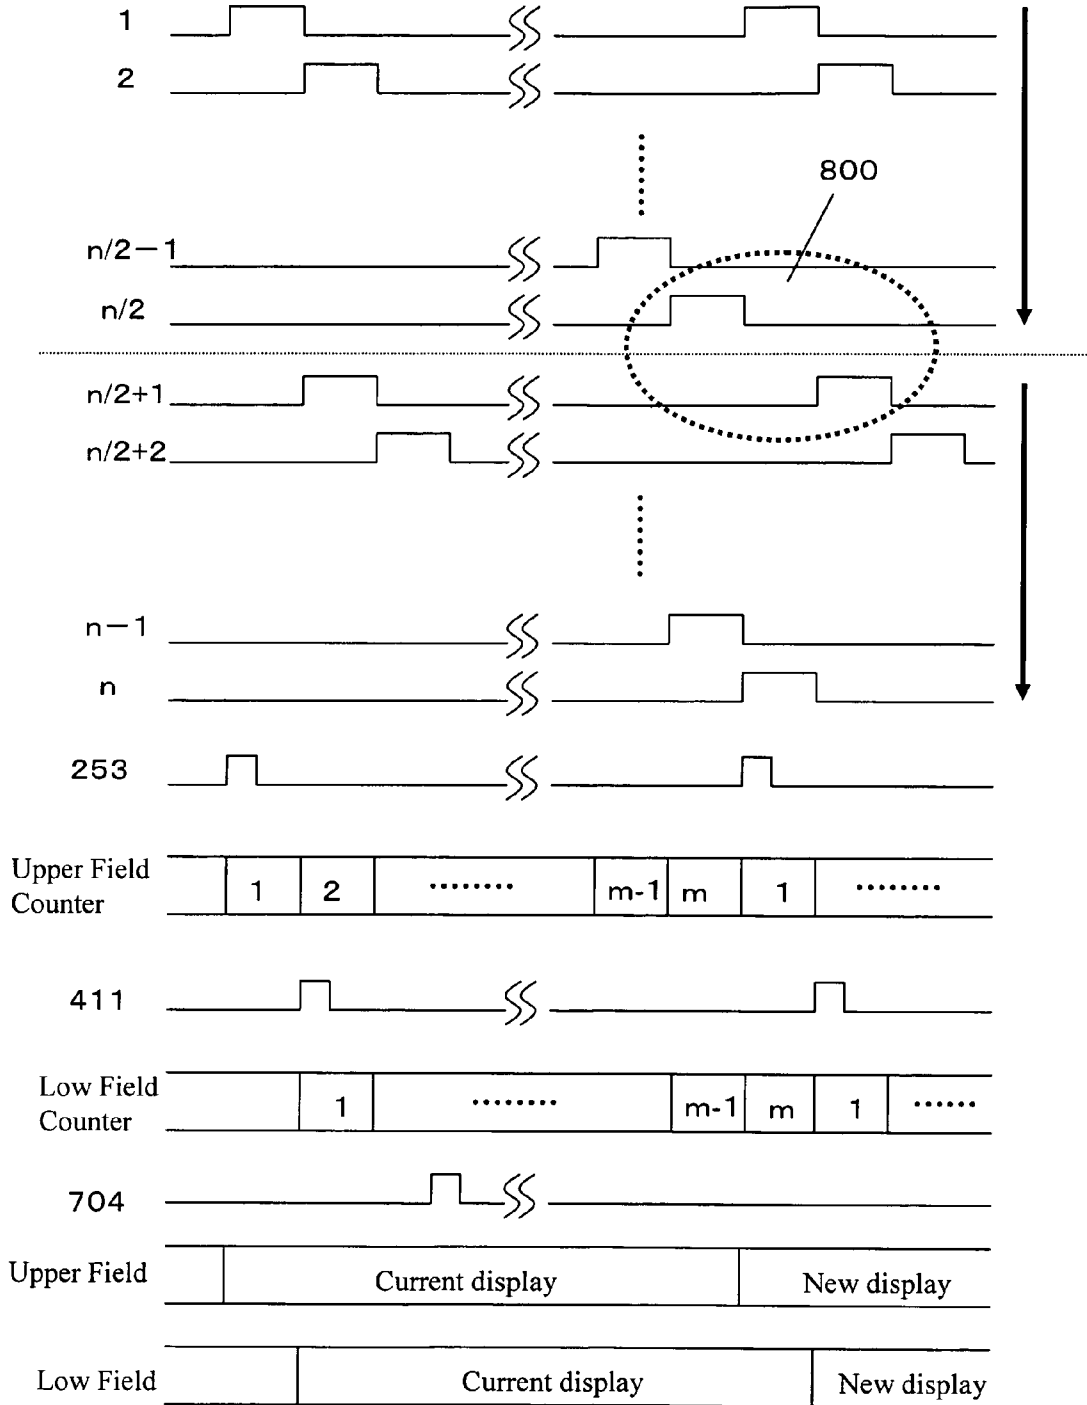 1
2
800
n/2−1
n/2
n/2+1
n/2+2
n−1
n
253
Upper Field
Counter
1 2 ········ m-1 m 1 ········
411
Low Field
Counter
1 ········ m-1 m 1 ······
704
Upper Field Current display New display
Low Field Current display New display